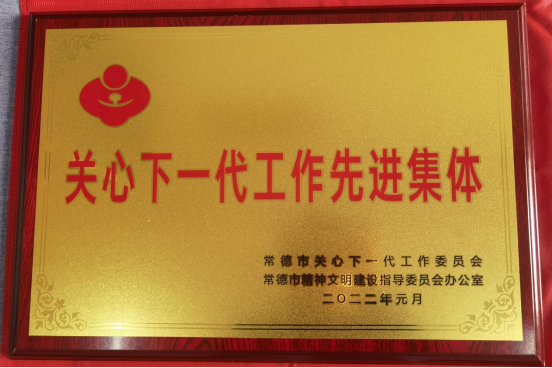 关心下一代工作先进集体
常德市关心下一代工作委员会
常德市精神文明建设指导委员会办公室
二〇二二年元月